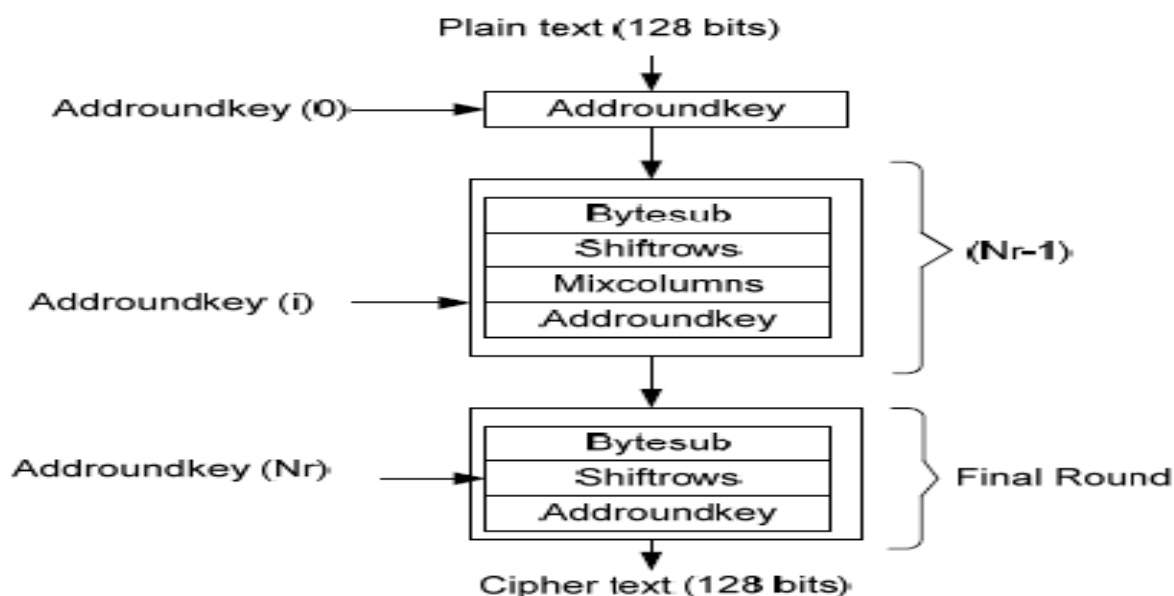 Plain text (128 bits)
Addroundkey (0)
Addroundkey
Bytesub
Shiftrows
Mixcolumns
Addroundkey
Addroundkey (i)
(Nr-1)
Bytesub
Shiftrows
Addroundkey
Addroundkey (Nr)
Final Round
Cipher text (128 bits)